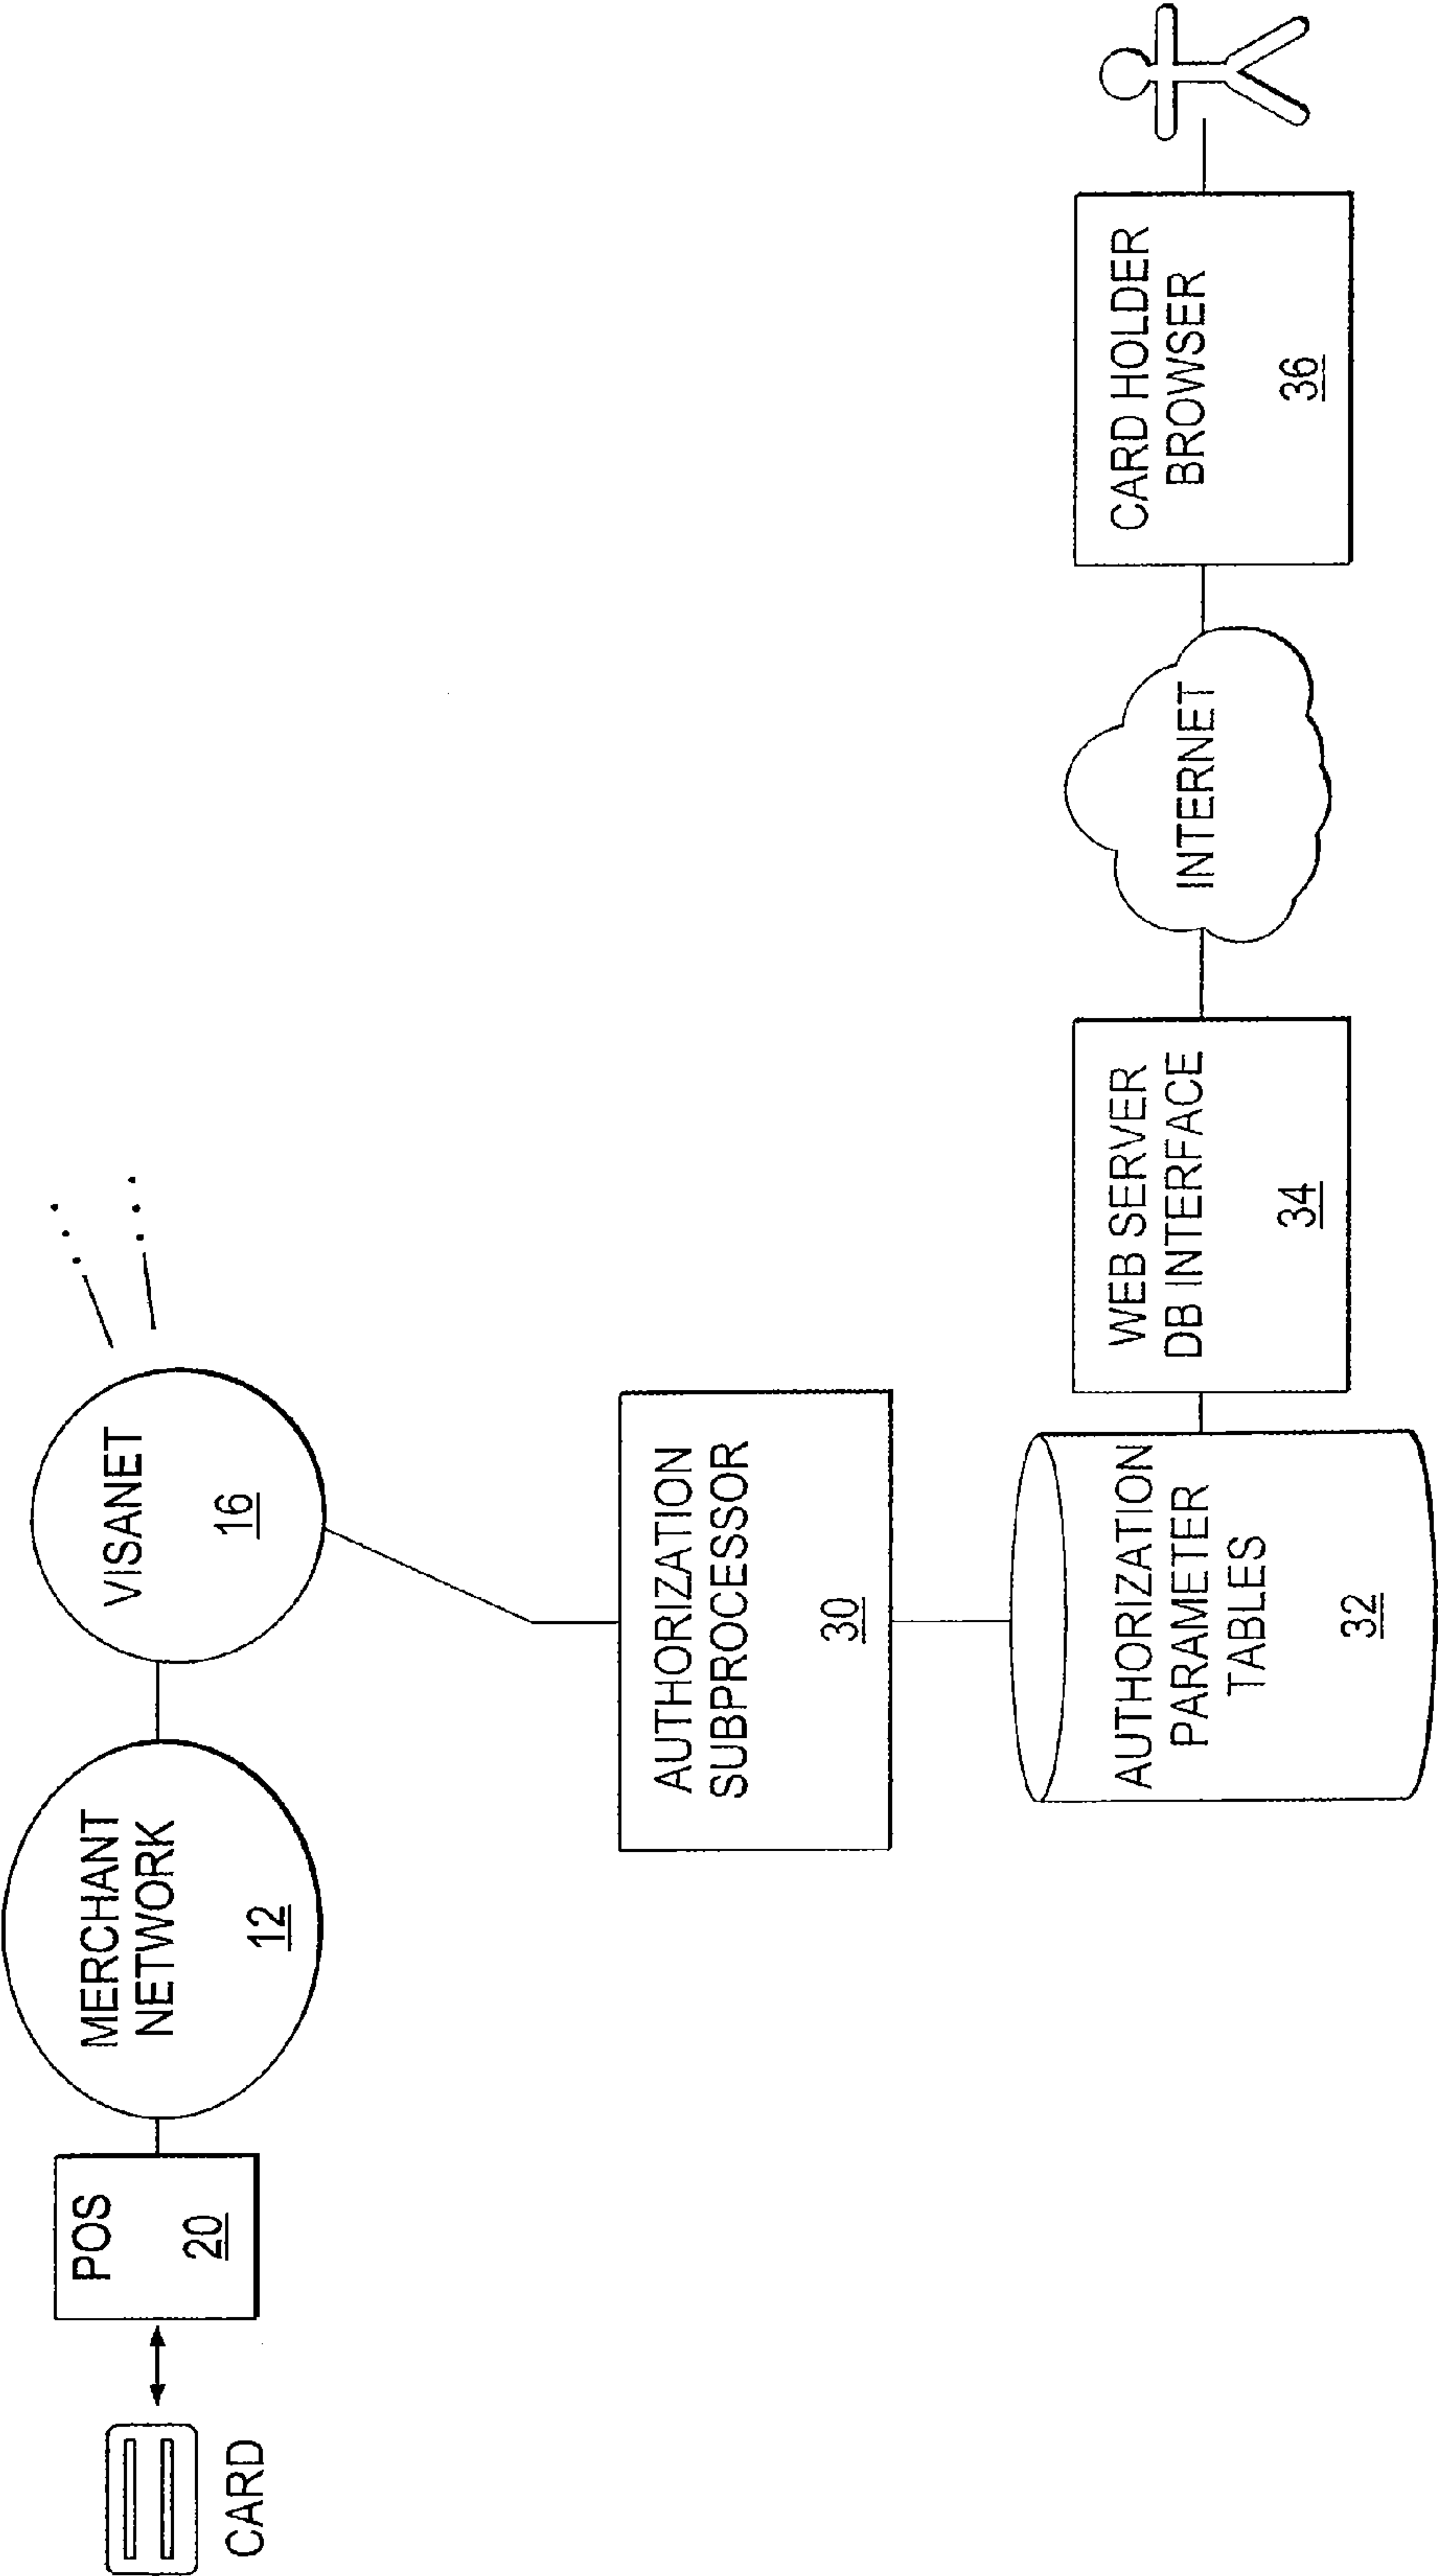 CARD
POS
20
MERCHANT
NETWORK
12
VISANET
16
AUTHORIZATION
SUBPROCESSOR
30
AUTHORIZATION
PARAMETER
TABLES
32
WEB SERVER
DB INTERFACE
34
INTERNET
CARD HOLDER
BROWSER
36